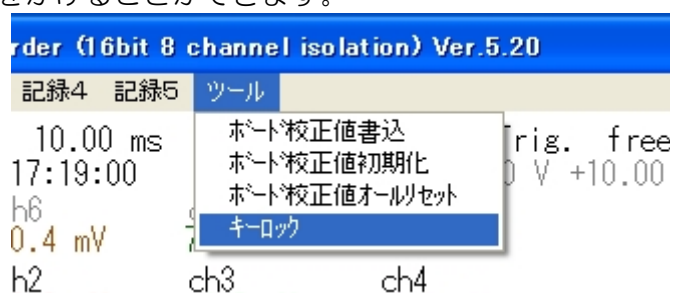 をかけることができます。
rder (16bit 8 channel isolation) Ver.5.20
記録4 記録5 ツール
10.00 ms
ボード校正値書込
rig. free
17:19:00
ボード校正値初期化
V +10.00
ボード校正値オールリセット
h6
キーロック
0.4 mV
h2 ch3 ch4